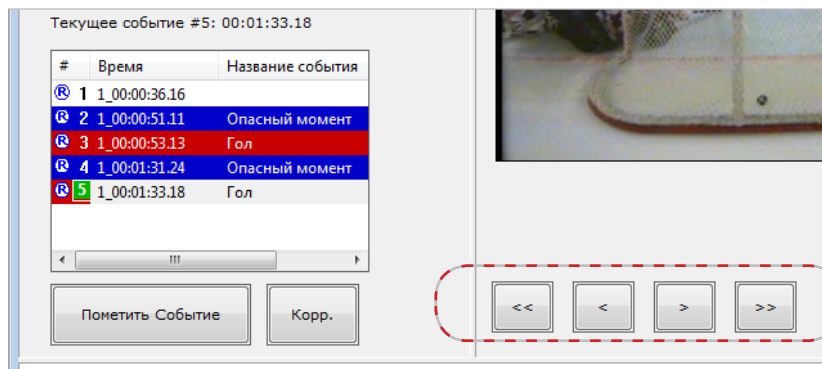 Текущее событие #5: 00:01:33.18
# Время Название события
® 1 1_00:00:36.16
® 2 1_00:00:51.11 Опасный момент
® 3 1_00:00:53.13 Гол
® 4 1_00:01:31.24 Опасный момент
® 5 1_00:01:33.18 Гол
Пометить Событие Корр. << < > >>